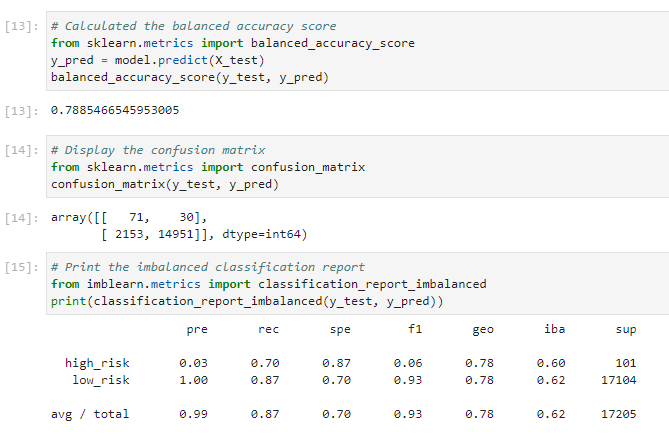 [13]: # Calculated the balanced accuracy score
from sklearn.metrics import balanced_accuracy_score
y_pred = model.predict(X_test)
balanced_accuracy_score(y_test, y_pred)
[13]: 0.7885466545953005
[14]: # Display the confusion matrix
from sklearn.metrics import confusion_matrix
confusion_matrix(y_test, y_pred)
[14]: array([[   71,    30],
       [ 2153, 14951]], dtype=int64)
[15]: # Print the imbalanced classification report
from imblearn.metrics import classification_report_imbalanced
print(classification_report_imbalanced(y_test, y_pred))
pre rec spe f1 geo iba sup
high_risk 0.03 0.70 0.87 0.06 0.78 0.60 101
low_risk 1.00 0.87 0.70 0.93 0.78 0.62 17104
avg / total 0.99 0.87 0.70 0.93 0.78 0.62 17205